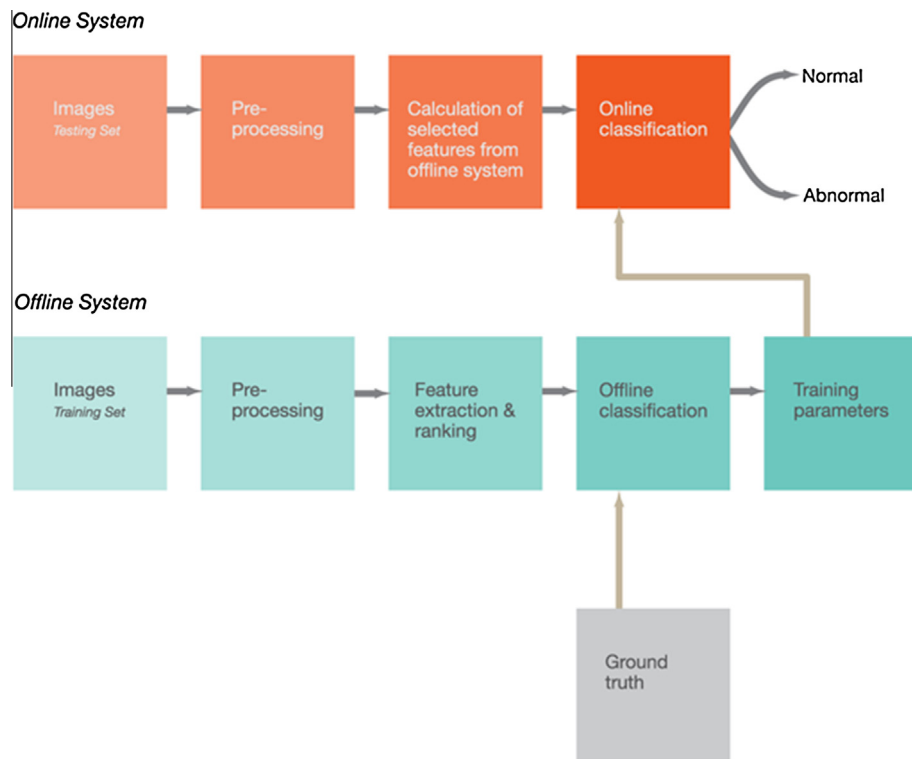 Online System
Images
Testing Set
Pre-
processing
Calculation of
selected
features from
offline system
Online
classification
Normal
Abnormal
Offline System
Images
Training Set
Pre-
processing
Feature
extraction &
ranking
Offline
classification
Training
parameters
Ground
truth